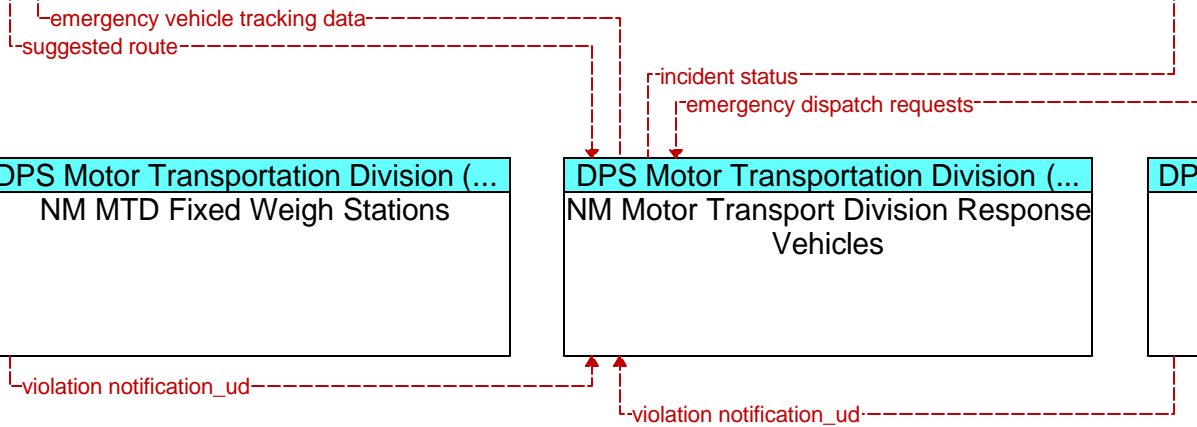 emergency vehicle tracking data
suggested route
incident status
emergency dispatch requests
DPS Motor Transportation Division (...
NM MTD Fixed Weigh Stations
DPS Motor Transportation Division (...
NM Motor Transport Division Response
Vehicles
DP
violation notification_ud
violation notification_ud